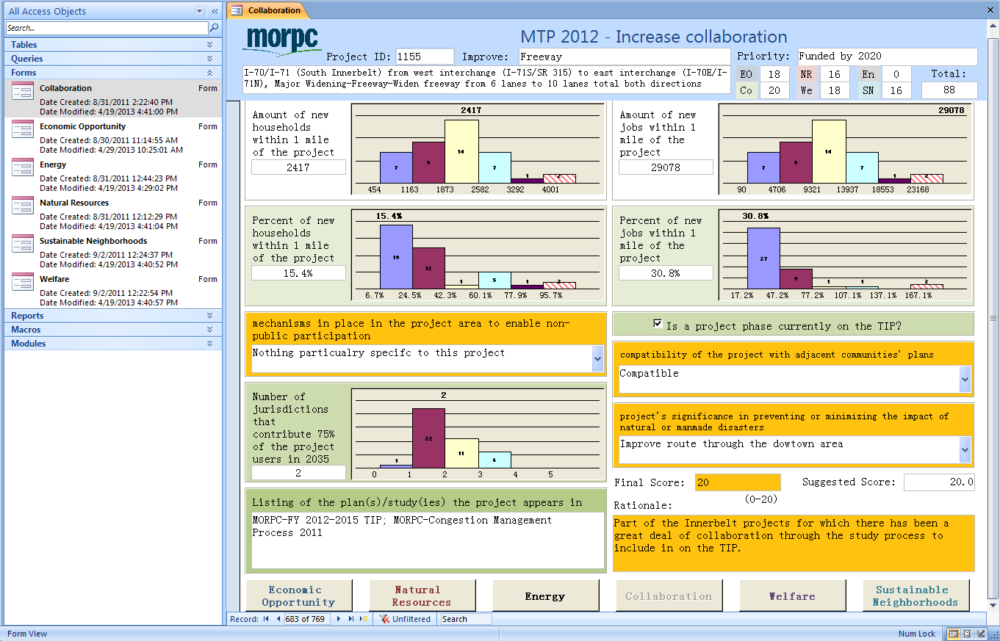 All Access Objects
Search...
Tables
Queries
Forms
Collaboration Form
Date Created: 8/31/2011 2:22:40 PM
Date Modified: 4/19/2013 4:41:00 PM
Economic Opportunity Form
Date Created: 8/30/2011 11:14:55 AM
Date Modified: 4/29/2013 10:25:01 AM
Energy Form
Date Created: 8/31/2011 12:44:23 PM
Date Modified: 4/19/2013 4:29:02 PM
Natural Resources Form
Date Created: 8/31/2011 12:12:29 PM
Date Modified: 4/19/2013 4:41:04 PM
Sustainable Neighborhoods Form
Date Created: 9/2/2011 12:24:37 PM
Date Modified: 4/19/2013 4:40:52 PM
Welfare Form
Date Created: 9/2/2011 12:22:54 PM
Date Modified: 4/19/2013 4:40:57 PM
Reports
Macros
Modules
Collaboration
morpc
MTP 2012 - Increase collaboration
Project ID: 1155 Improve: Freeway Priority: Funded by 2020
I-70/I-71 (South Innerbelt) from west interchange (I-71S/SR 315) to east interchange (I-70E/I-
71N), Major Widening-Freeway-Widen freeway from 6 lanes to 10 lanes total both directions
EO 18 NR 16 En 0 Total:
Co 20 We 18 SN 16 88
Amount of new
households
within 1 mile
of the project
2417
2417
7 9 14 7 1 2
454 1163 1873 2582 3292 4001
Amount of new
jobs within 1
mile of the
project
29078
29078
7 9 14 7 1 2
90 4706 9321 13937 18553 23168
Percent of new
households
within 1 mile
of the project
15.4%
15.4%
19 12 1 5 1 2
6.7% 24.5% 42.3% 60.1% 77.9% 95.7%
Percent of new
jobs within 1
mile of the
project
30.8%
30.8%
27 9 1 1 2
17.2% 47.2% 77.2% 107.1% 137.1% 167.1%
mechanisms in place in the project area to enable non-
public participation
Nothing particualry specifc to this project
Is a project phase currently on the TIP?
compatibility of the project with adjacent communities' plans
Compatible
Number of
jurisdictions
that
contribute 75%
of the project
users in 2035
2
2
1 22 11 6
0 1 2 3 4 5
project's significance in preventing or minimizing the impact of
natural or manmade disasters
Improve route through the dowtown area
Final Score: 20 Suggested Score: 20.0
(0-20)
Listing of the plan(s)/study(ies) the project appears in
MORPC-FY 2012-2015 TIP; MORPC-Congestion Management
Process 2011
Rationale:
Part of the Innerbelt projects for which there has been a
great deal of collaboration through the study process to
include in on the TIP.
Economic
Opportunity
Natural
Resources
Energy
Collaboration
Welfare
Sustainable
Neighborhoods
Record: 683 of 769 Unfiltered Search
Form View Num Lock